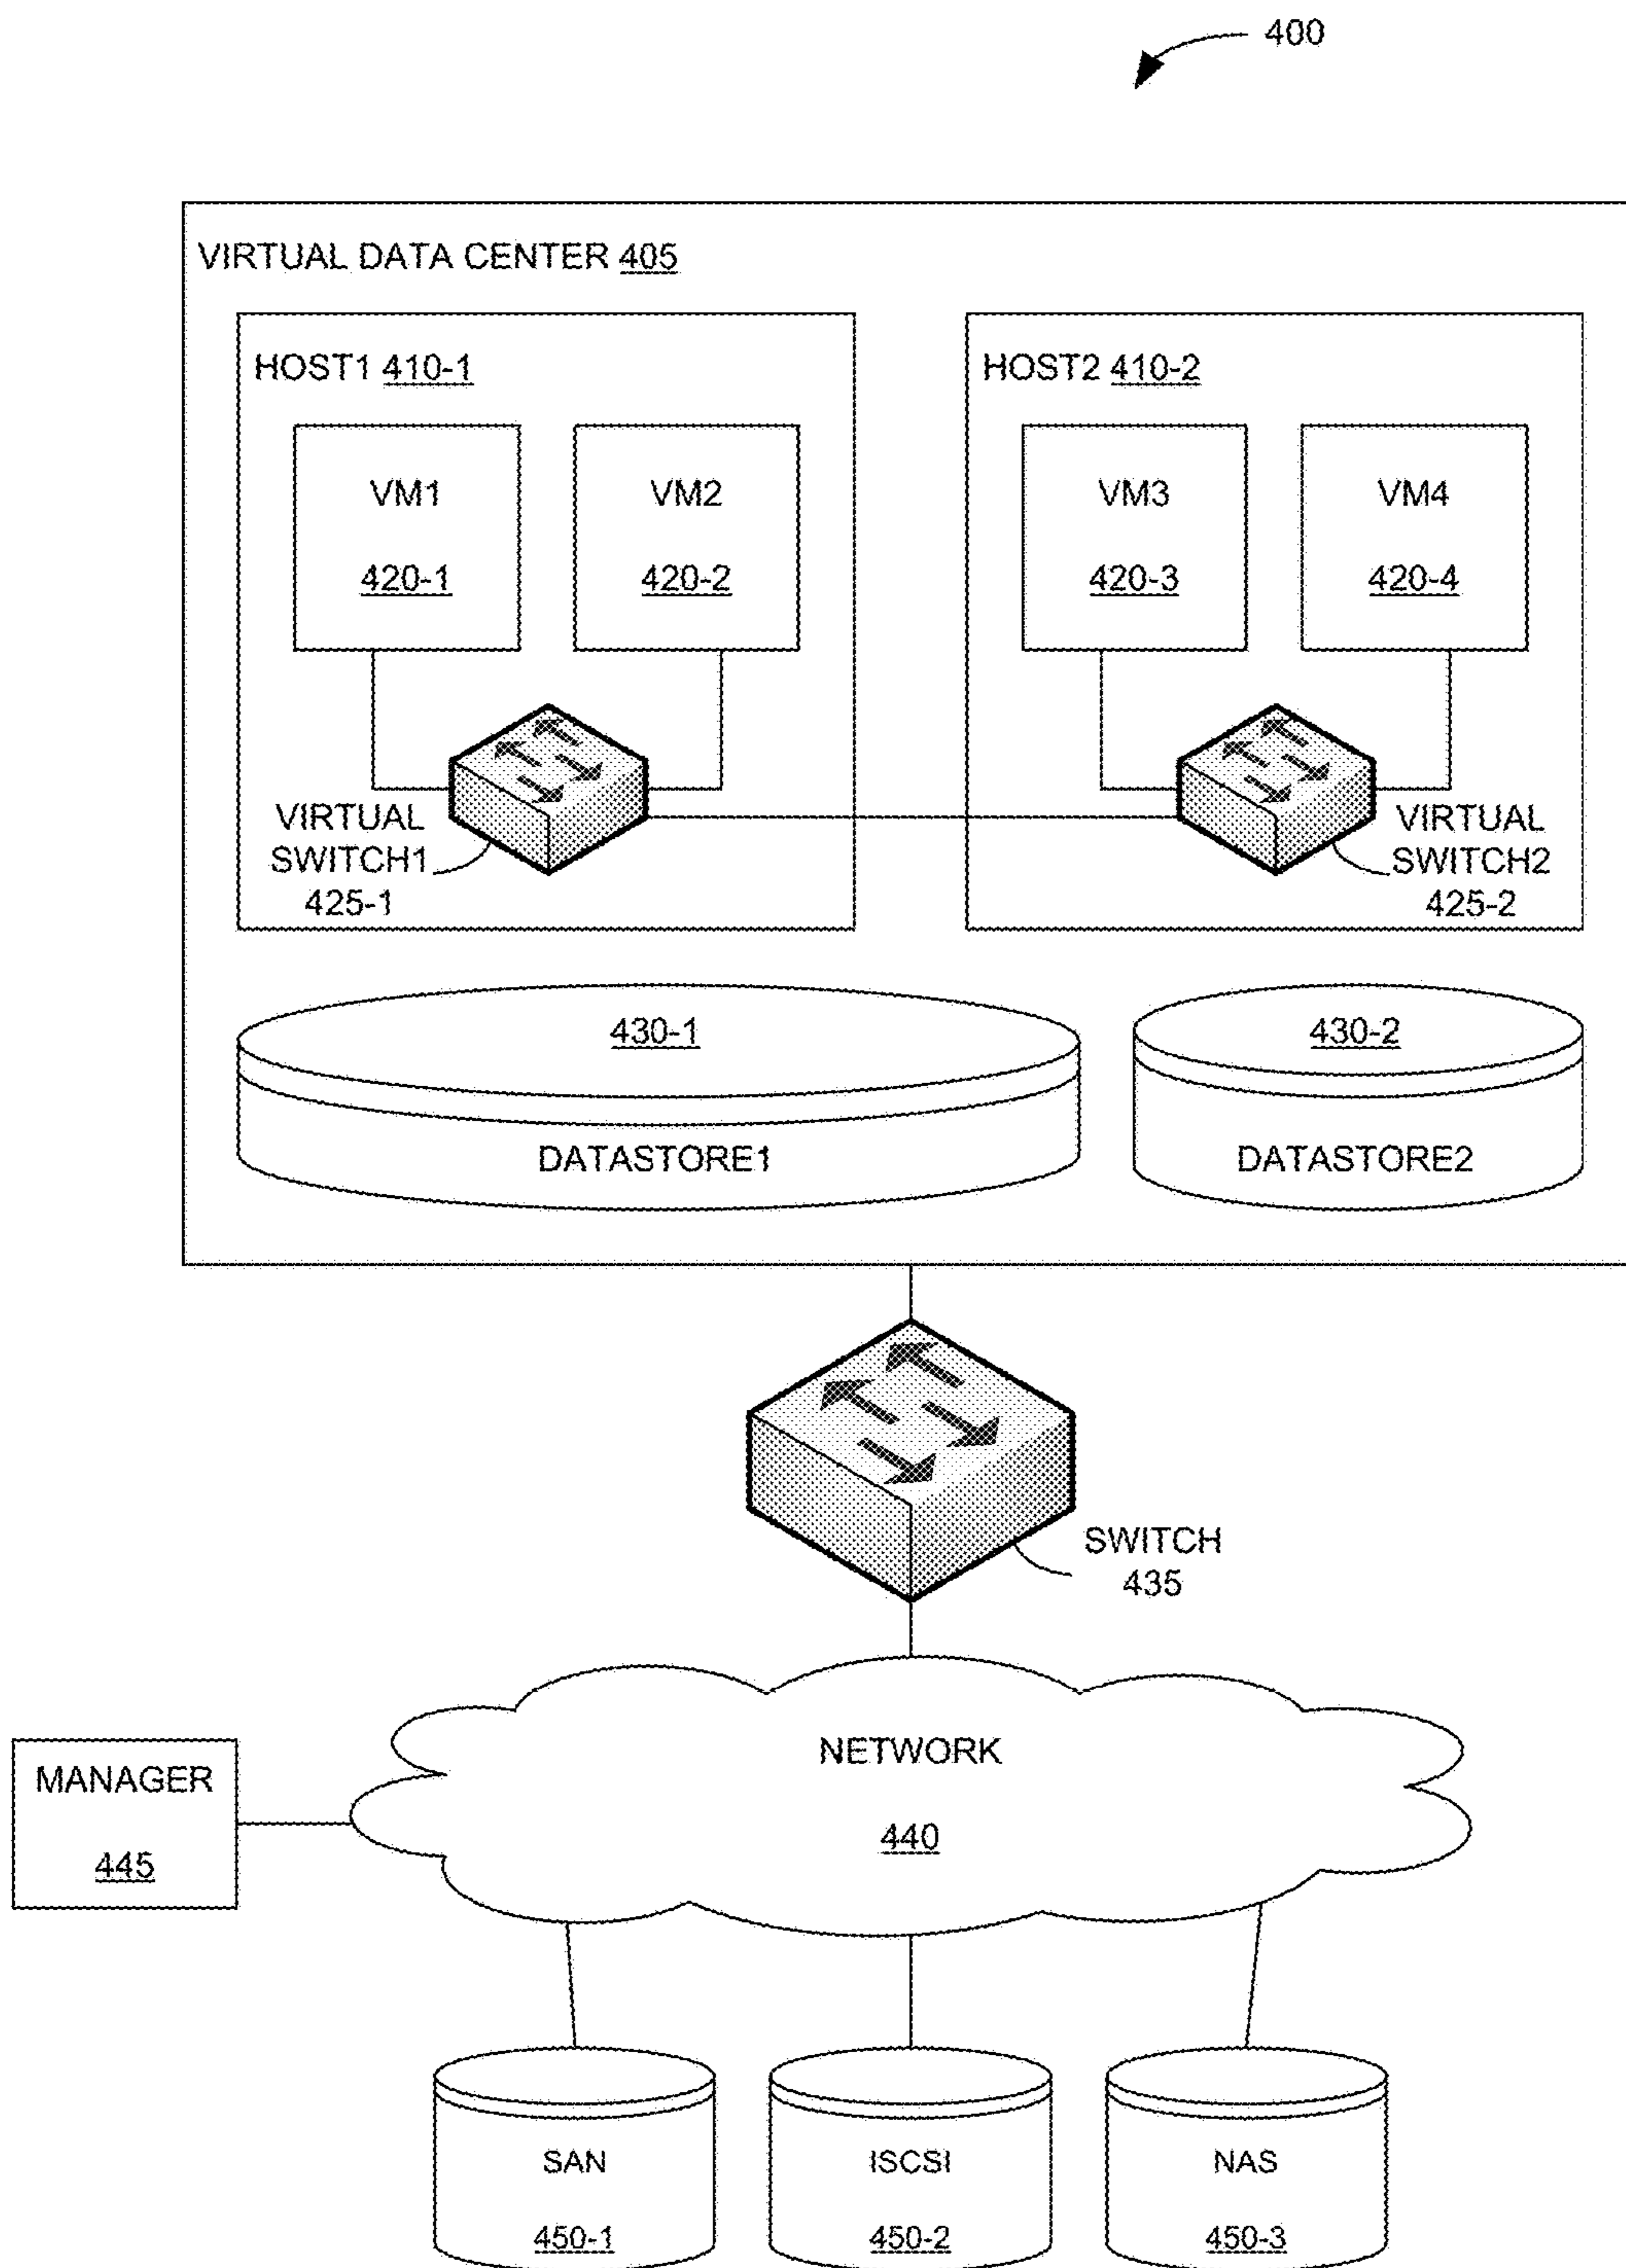 400
VIRTUAL DATA CENTER 405
HOST1 410-1
HOST2 410-2
VM1
420-1
VM2
420-2
VM3
420-3
VM4
420-4
VIRTUAL
SWITCH1
425-1
VIRTUAL
SWITCH2
425-2
430-1
DATASTORE1
430-2
DATASTORE2
SWITCH
435
NETWORK
440
MANAGER
445
SAN
450-1
ISCSI
450-2
NAS
450-3